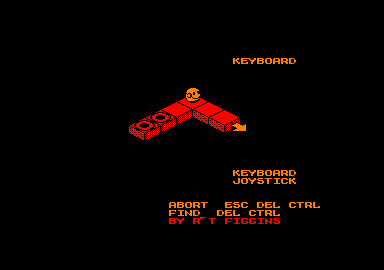 KEYBOARD
KEYBOARD
JOYSTICK
ABORT ESC DEL CTRL
FIND DEL CTRL
BY R T FIGGINS